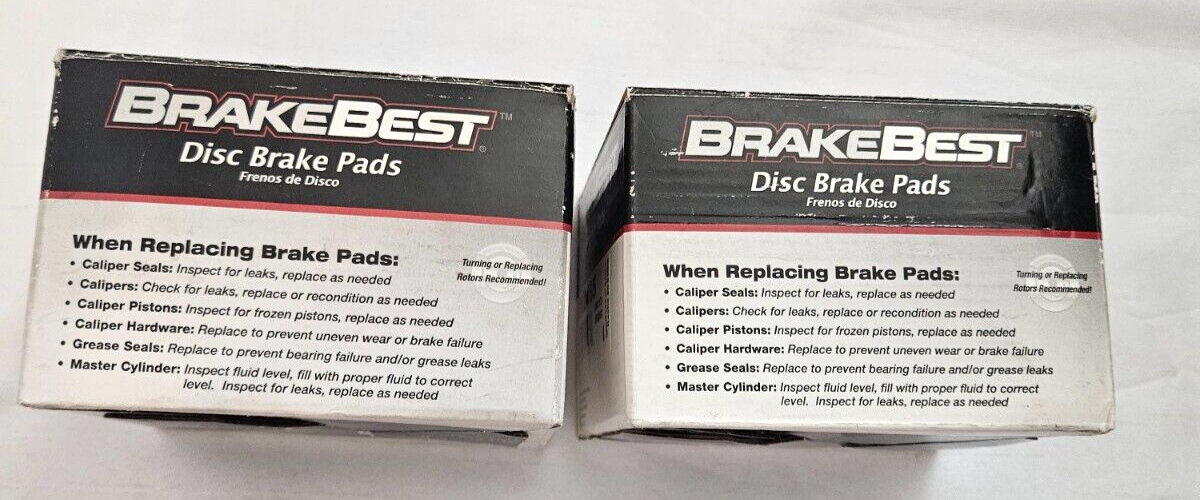 BRAKEBEST™®
Disc Brake Pads
Frenos de Disco
When Replacing Brake Pads:
• Caliper Seals: Inspect for leaks, replace as needed
• Calipers: Check for leaks, replace or recondition as needed
• Caliper Pistons: Inspect for frozen pistons, replace as needed
• Caliper Hardware: Replace to prevent uneven wear or brake failure
• Grease Seals: Replace to prevent bearing failure and/or grease leaks
• Master Cylinder: Inspect fluid level, fill with proper fluid to correct
level. Inspect for leaks, replace as needed
Turning or Replacing
Rotors Recommended!
BRAKEBEST™®
Disc Brake Pads
Frenos de Disco
When Replacing Brake Pads:
• Caliper Seals: Inspect for leaks, replace as needed
• Calipers: Check for leaks, replace or recondition as needed
• Caliper Pistons: Inspect for frozen pistons, replace as needed
• Caliper Hardware: Replace to prevent uneven wear or brake failure
• Grease Seals: Replace to prevent bearing failure and/or grease leaks
• Master Cylinder: Inspect fluid level, fill with proper fluid to correct
level. Inspect for leaks, replace as needed
Turning or Replacing
Rotors Recommended!